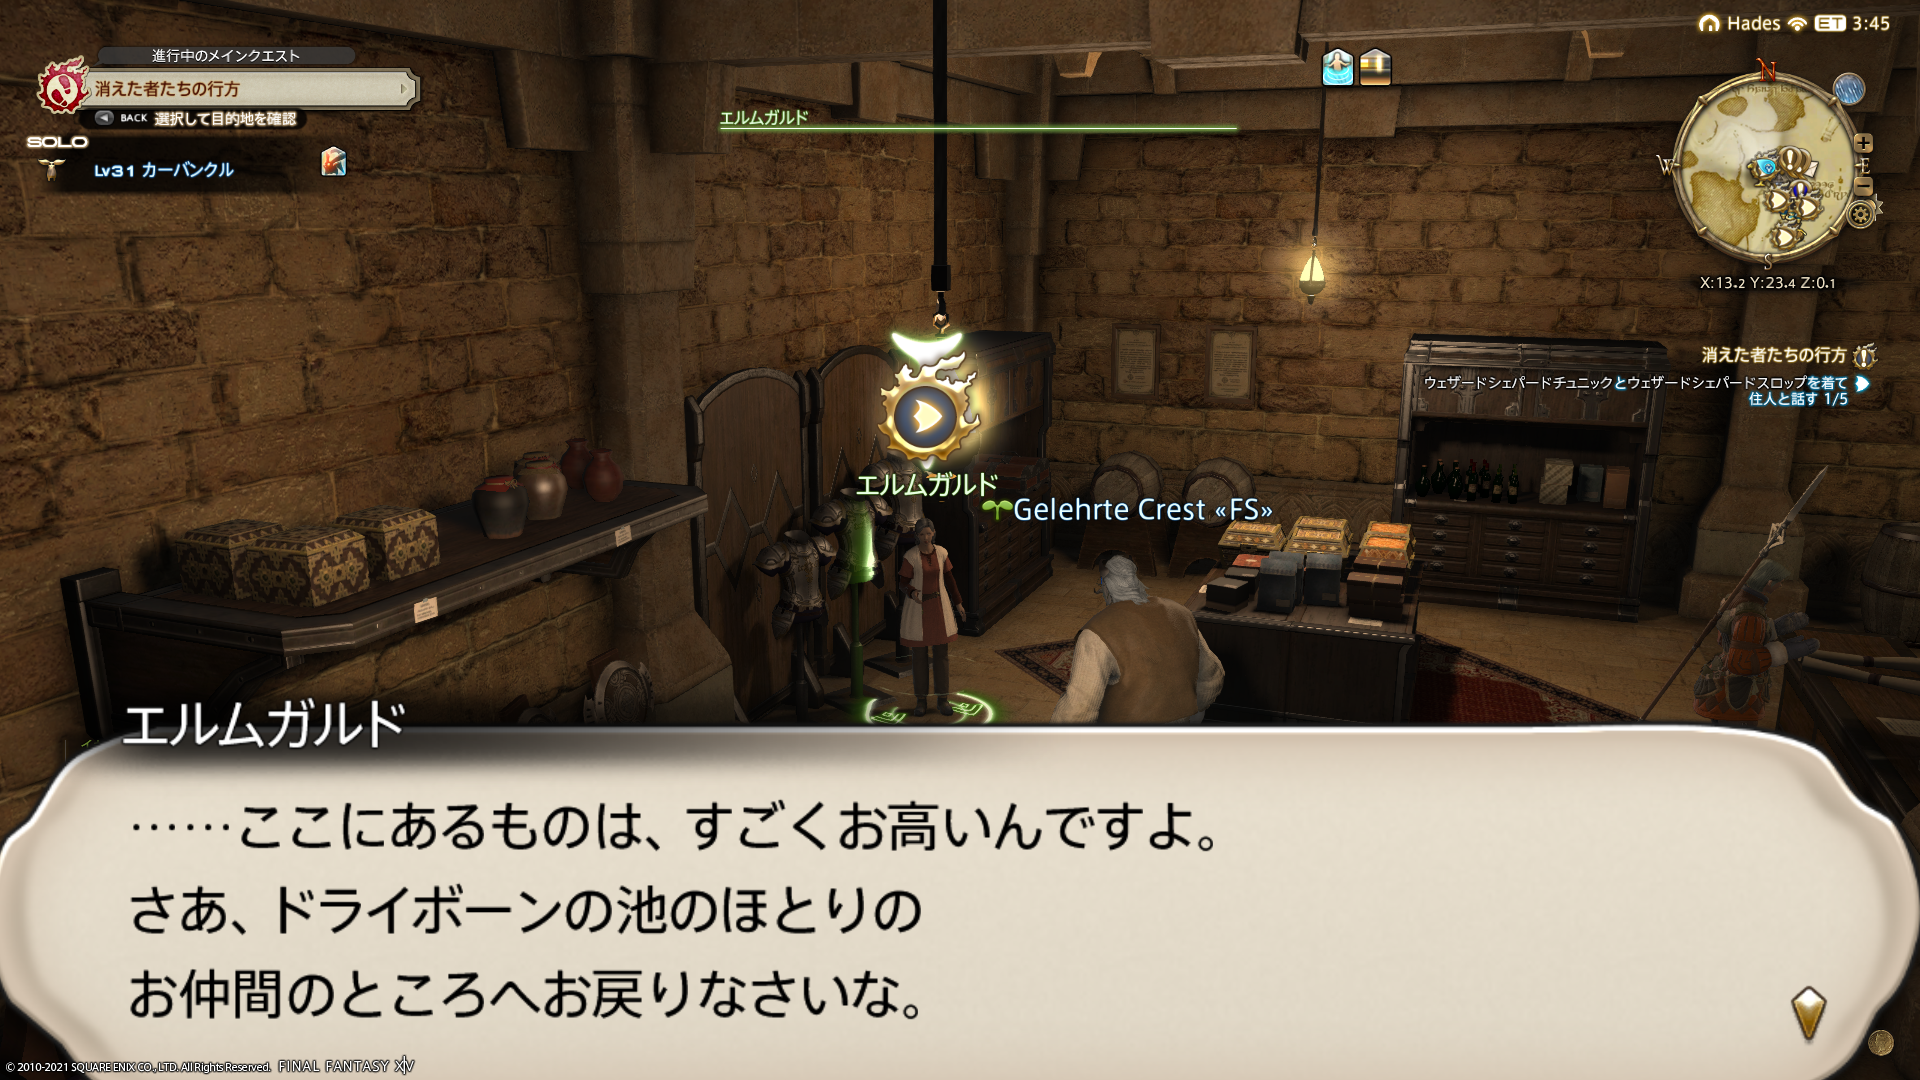 進行中のメインクエスト
消えた者たちの行方
BACK 選択して目的地を確認
SOLO
Lv31 カーバンクル
エルムガルド
Hades ET 3:45
N
W
E
S
X:13.2 Y:23.4 Z:0.1
消えた者たちの行方
ウェザードシェパードチュニックとウェザードシェパードスロップを着て
住人と話す 1/5
エルムガルド
Gelehrte Crest «FS»
エルムガルド
……ここにあるものは、すごくお高いんですよ。
さあ、ドライボーンの池のほとりの
お仲間のところへお戻りなさいな。
© 2010-2021 SQUARE ENIX CO., LTD. All Rights Reserved. FINAL FANTASY XIV